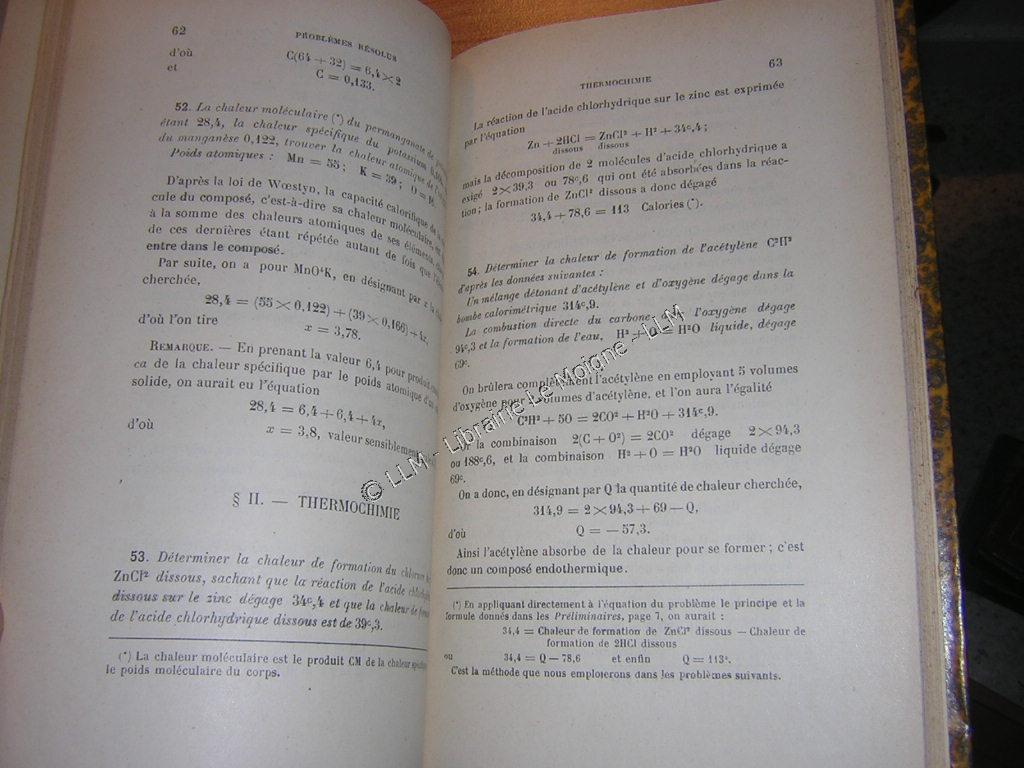 62
PROBLÈMES RÉSOLUS
d'où C(64 + 32) = 6,4 × 2
et C = 0,133.
52. La chaleur moléculaire (*) du permanganate de
étant 28,4, la chaleur spécifique du potassium
du manganèse 0,122, trouver la chaleur atomique de
Poids atomiques : Mn = 55 ; K = 39 ; O =
D'après la loi de Wœstyn, la capacité calorifique de la
cule du composé, c'est-à-dire sa chaleur moléculaire, est
à la somme des chaleurs atomiques de ses éléments,
de ces dernières étant répétée autant de fois que
entre dans le composé.
Par suite, on a pour MnO⁴K, en désignant par x la
cherchée,
28,4 = (55 × 0,122) + (39 × 0,166) + 4x,
d'où l'on tire x = 3,78.
REMARQUE. — En prenant la valeur 6,4 pour produit
ca de la chaleur spécifique par le poids atomique d'un
solide, on aurait eu l'équation
28,4 = 6,4 + 6,4 + 4x,
d'où x = 3,8, valeur sensiblement
§ II. — THERMOCHIMIE
53. Déterminer la chaleur de formation du chlorure
ZnCl² dissous, sachant que la réaction de l'acide
dissous sur le zinc dégage 34ᶜ,4 et que la chaleur de
de l'acide chlorhydrique dissous est de 39ᶜ,3.
(*) La chaleur moléculaire est le produit CM de la chaleur
le poids moléculaire du corps.
THERMOCHIMIE
63
La réaction de l'acide chlorhydrique sur le zinc est exprimée
par l'équation
Zn + 2HCl = ZnCl² + H² + 34ᶜ,4 ;
dissous dissous
mais la décomposition de 2 molécules d'acide chlorhydrique a
exigé 2 × 39,3 ou 78ᶜ,6 qui ont été absorbées dans la réac-
tion ; la formation de ZnCl² dissous a donc dégagé
34,4 + 78,6 = 113 Calories (*).
54. Déterminer la chaleur de formation de l'acétylène C²H²
d'après les données suivantes :
Un mélange détonant d'acétylène et d'oxygène dégage dans la
bombe calorimétrique 314ᶜ,9.
La combustion directe du carbone l'oxygène dégage
94ᶜ,3 et la formation de l'eau, H² + O = H²O liquide, dégage
69ᶜ.
On brûlera complètement l'acétylène en employant 5 volumes
d'oxygène pour 2 volumes d'acétylène, et l'on aura l'égalité
C²H² + 5O = 2CO² + H²O + 314ᶜ,9.
Or la combinaison 2(C + O²) = 2CO² dégage 2 × 94,3
ou 188ᶜ,6, et la combinaison H² + O = H²O liquide dégage
69ᶜ.
On a donc, en désignant par Q la quantité de chaleur cherchée,
314,9 = 2 × 94,3 + 69 — Q,
d'où Q = — 57,3.
Ainsi l'acétylène absorbe de la chaleur pour se former ; c'est
donc un composé endothermique.
(*) En appliquant directement à l'équation du problème le principe et la
formule donnés dans les Préliminaires, page 7, on aurait :
34,4 = Chaleur de formation de ZnCl² dissous — Chaleur de
formation de 2HCl dissous
ou 34,4 = Q — 78,6 et enfin Q = 113ᶜ.
C'est la méthode que nous emploierons dans les problèmes suivants.
© LLM - Librairie Le Moigne - LLM